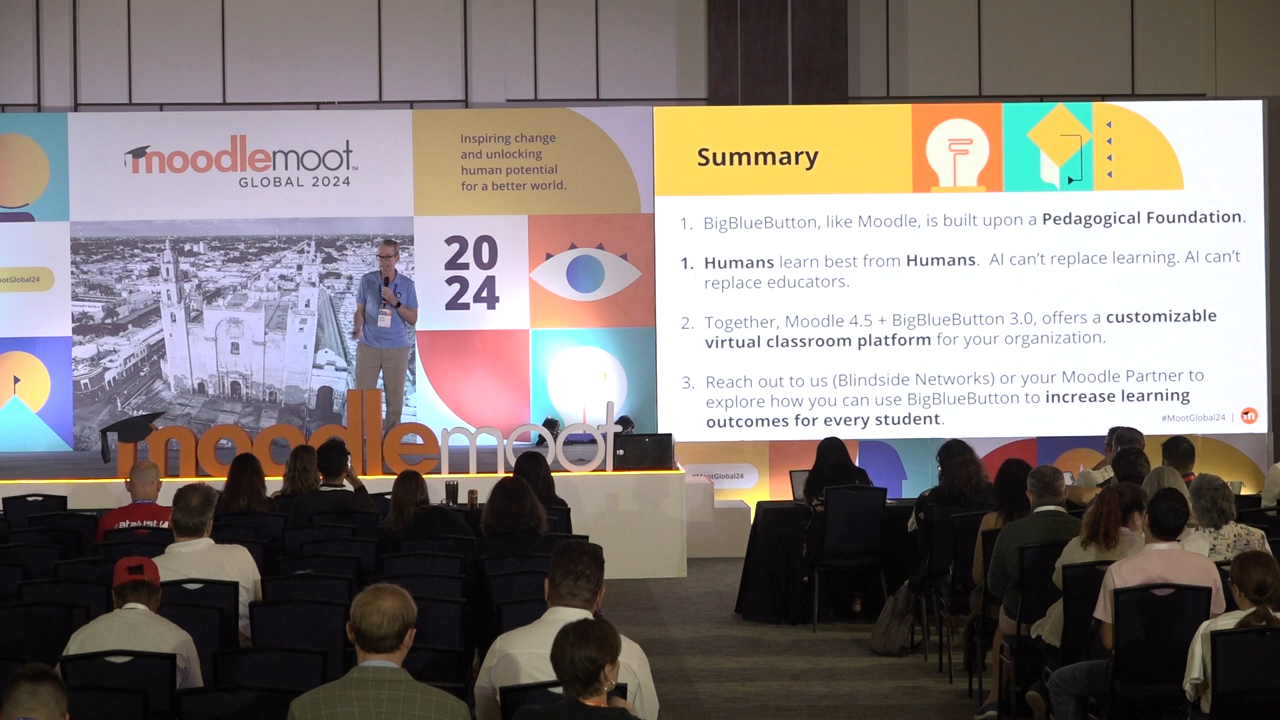 moodlemoot
GLOBAL 2024
Inspiring change
and unlocking
human potential
for a better world.
ootGlobal24
20
24
moodlemoot
Summary
1. BigBlueButton, like Moodle, is built upon a Pedagogical Foundation.
1. Humans learn best from Humans. AI can't replace learning. AI can't
replace educators.
2. Together, Moodle 4.5 + BigBlueButton 3.0, offers a customizable
virtual classroom platform for your organization.
3. Reach out to us (Blindside Networks) or your Moodle Partner to
explore how you can use BigBlueButton to increase learning
outcomes for every student.
#MootGlobal24 | m
#MootGlobal24